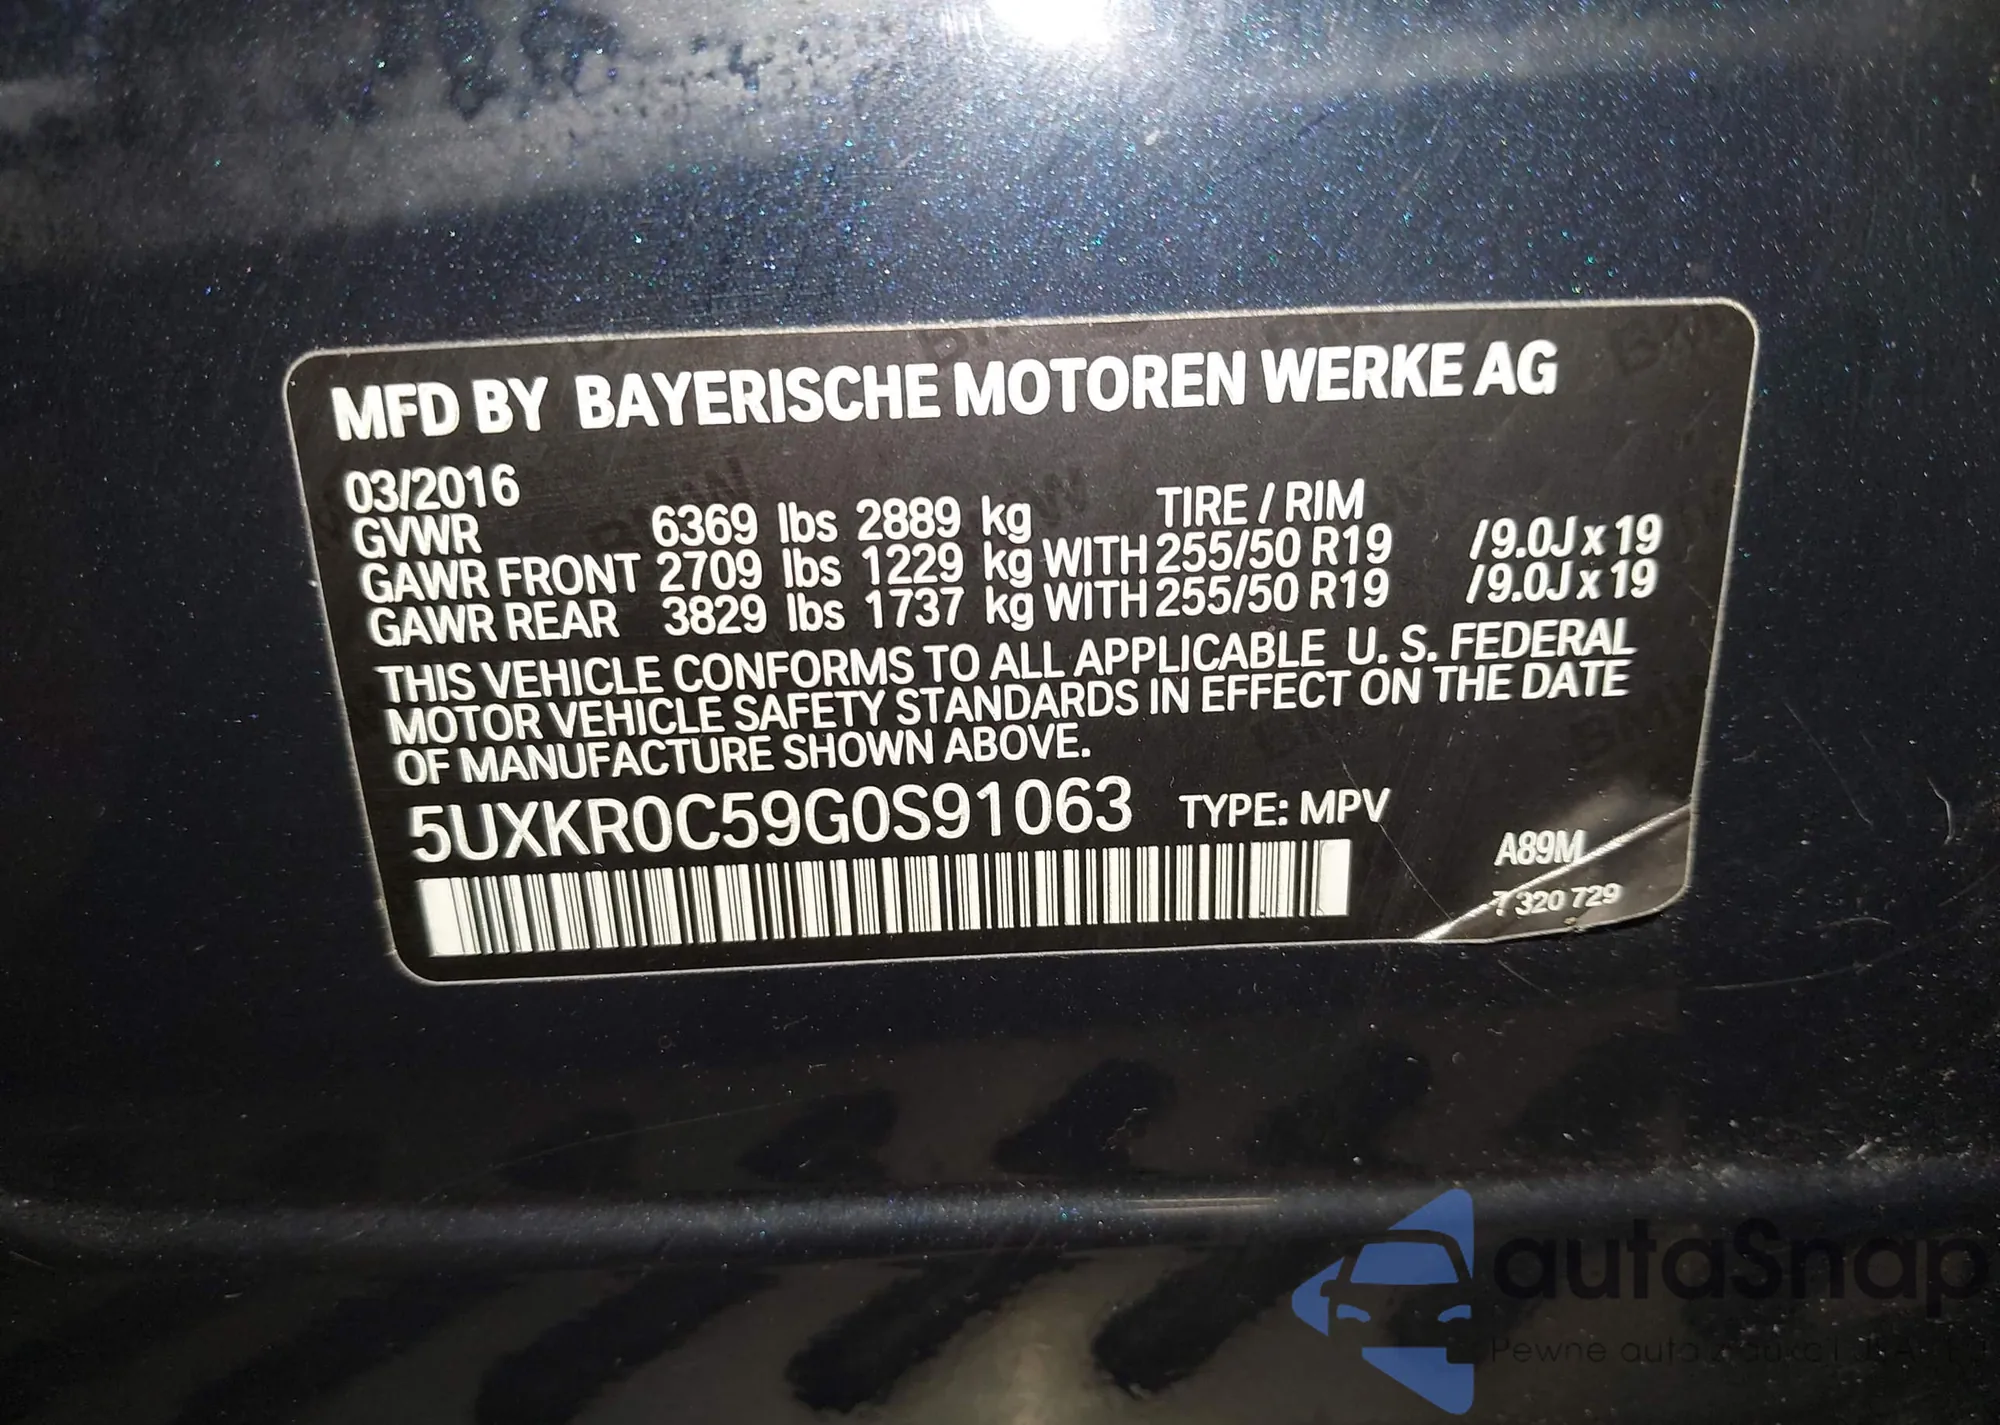 MFD BY BAYERISCHE MOTOREN WERKE AG
03/2016
TIRE / RIM
GVWR 6369 lbs 2889 kg
GAWR FRONT 2709 lbs 1229 kg WITH 255/50 R19 /9.0J x 19
GAWR REAR 3829 lbs 1737 kg WITH 255/50 R19 /9.0J x 19
THIS VEHICLE CONFORMS TO ALL APPLICABLE U. S. FEDERAL
MOTOR VEHICLE SAFETY STANDARDS IN EFFECT ON THE DATE
OF MANUFACTURE SHOWN ABOVE.
5UXKR0C59G0S91063 TYPE: MPV
A89M
7 320 729
autaSnap
Pewne auta z